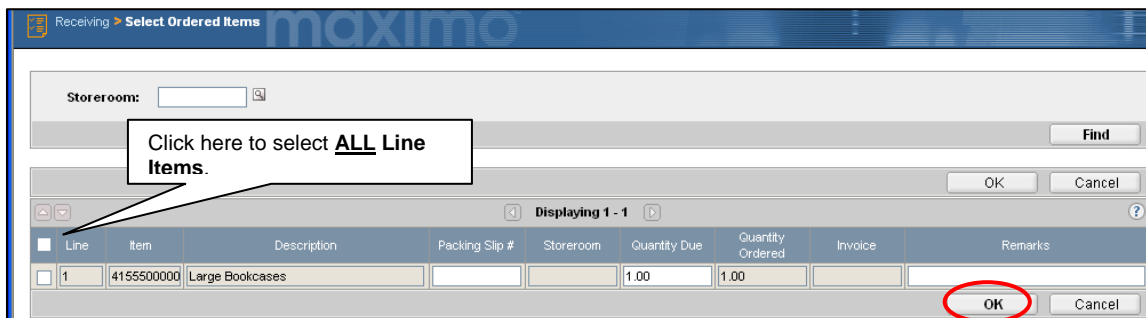 Receiving > Select Ordered Items
maximo
Storeroom:
Find
Click here to select ALL Line
Items.
OK Cancel
Displaying 1 - 1
?
Line Item Description Packing Slip # Storeroom Quantity Due Quantity Ordered Invoice Remarks
1 4155500000 Large Bookcases 1.00 1.00
OK Cancel